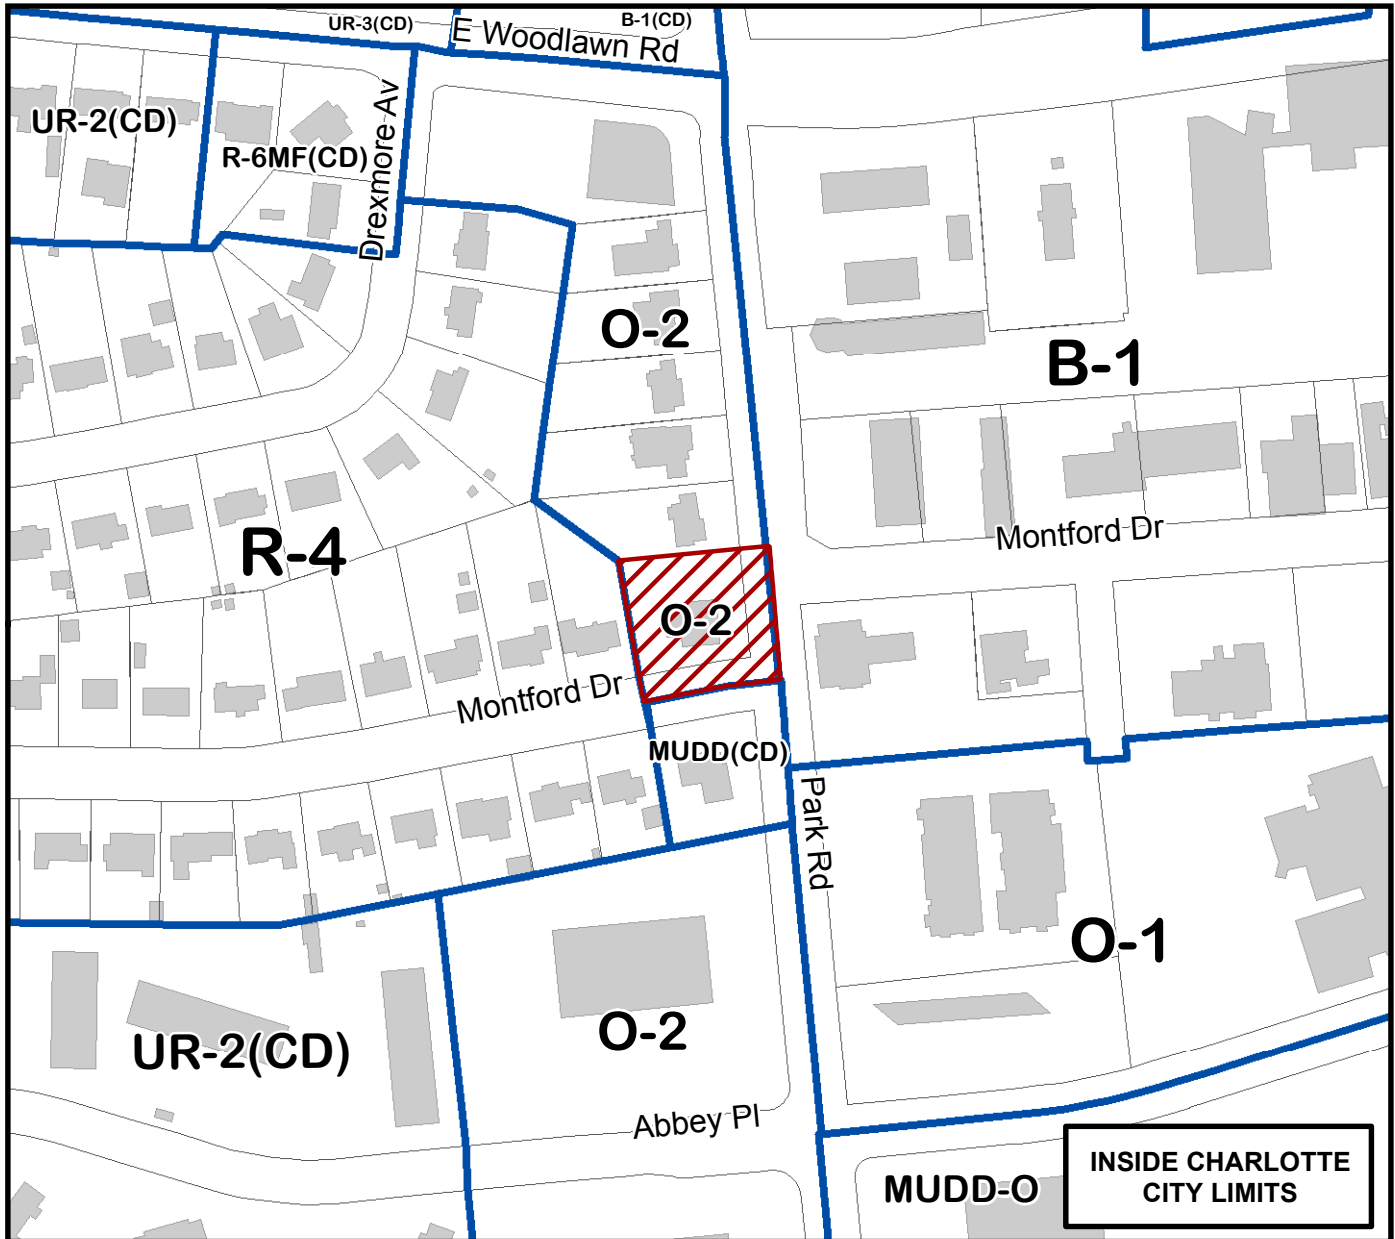 UR-3(CD)
B-1(CD)
E Woodlawn Rd
UR-2(CD)
R-6MF(CD)
Drexmore Av
O-2
B-1
R-4
Montford Dr
O-2
Montford Dr
MUDD(CD)
Park Rd
O-1
O-2
UR-2(CD)
Abbey Pl
MUDD-O
INSIDE CHARLOTTE
CITY LIMITS